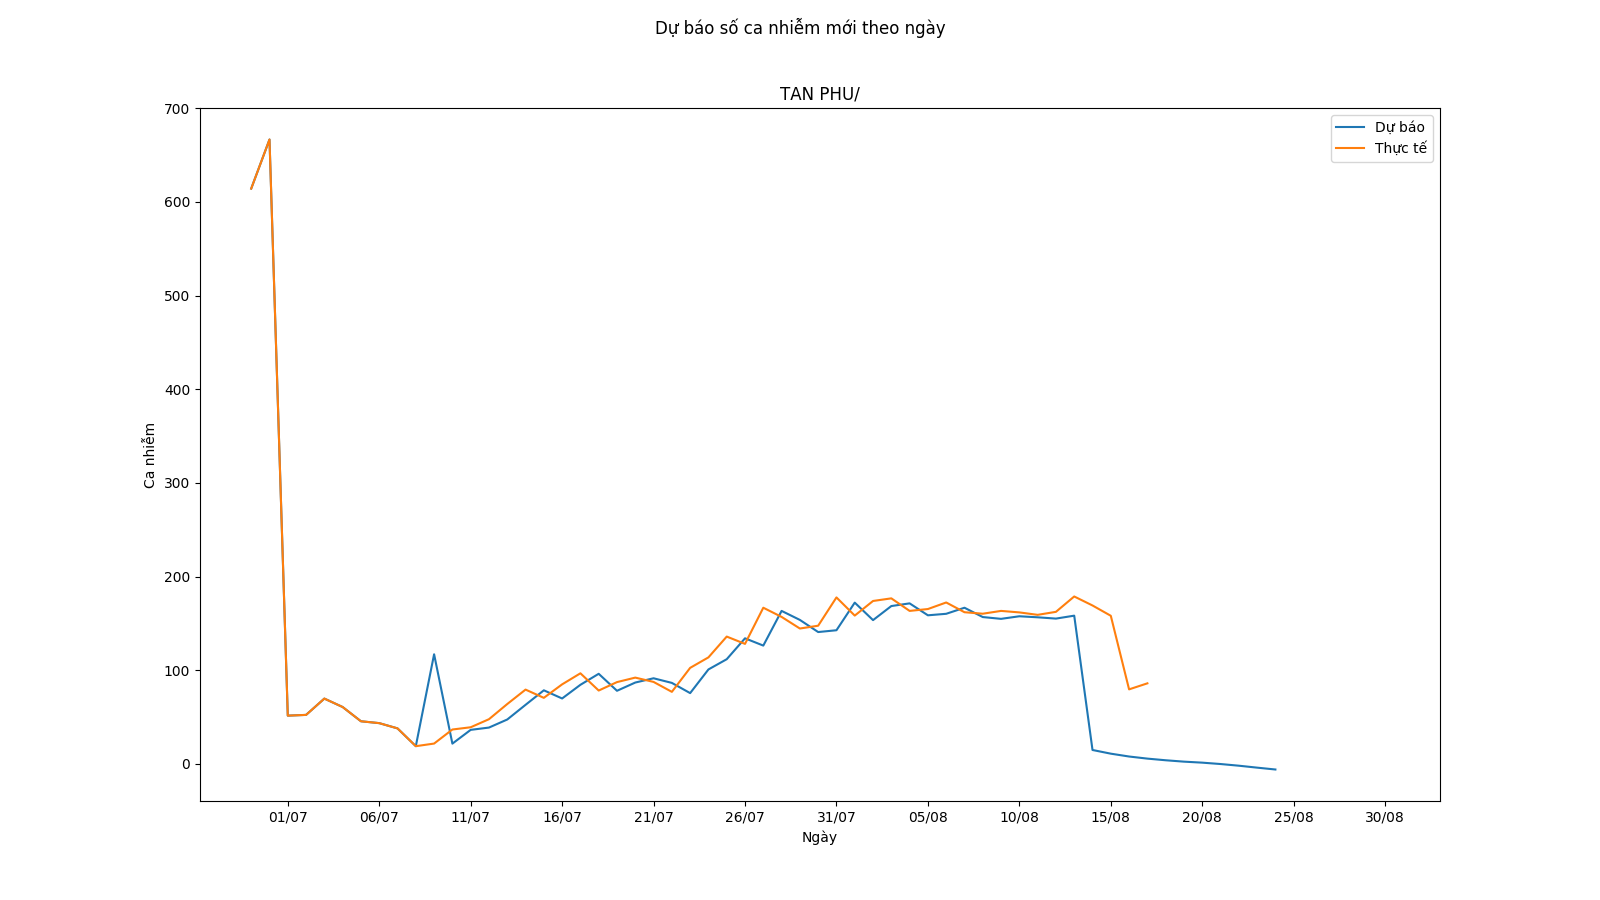 Dự báo số ca nhiễm mới theo ngày
TAN PHU/
700
600
500
400
300
200
100
0
Ca nhiễm
Dự báo
Thực tế
01/07 06/07 11/07 16/07 21/07 26/07 31/07 05/08 10/08 15/08 20/08 25/08 30/08
Ngày